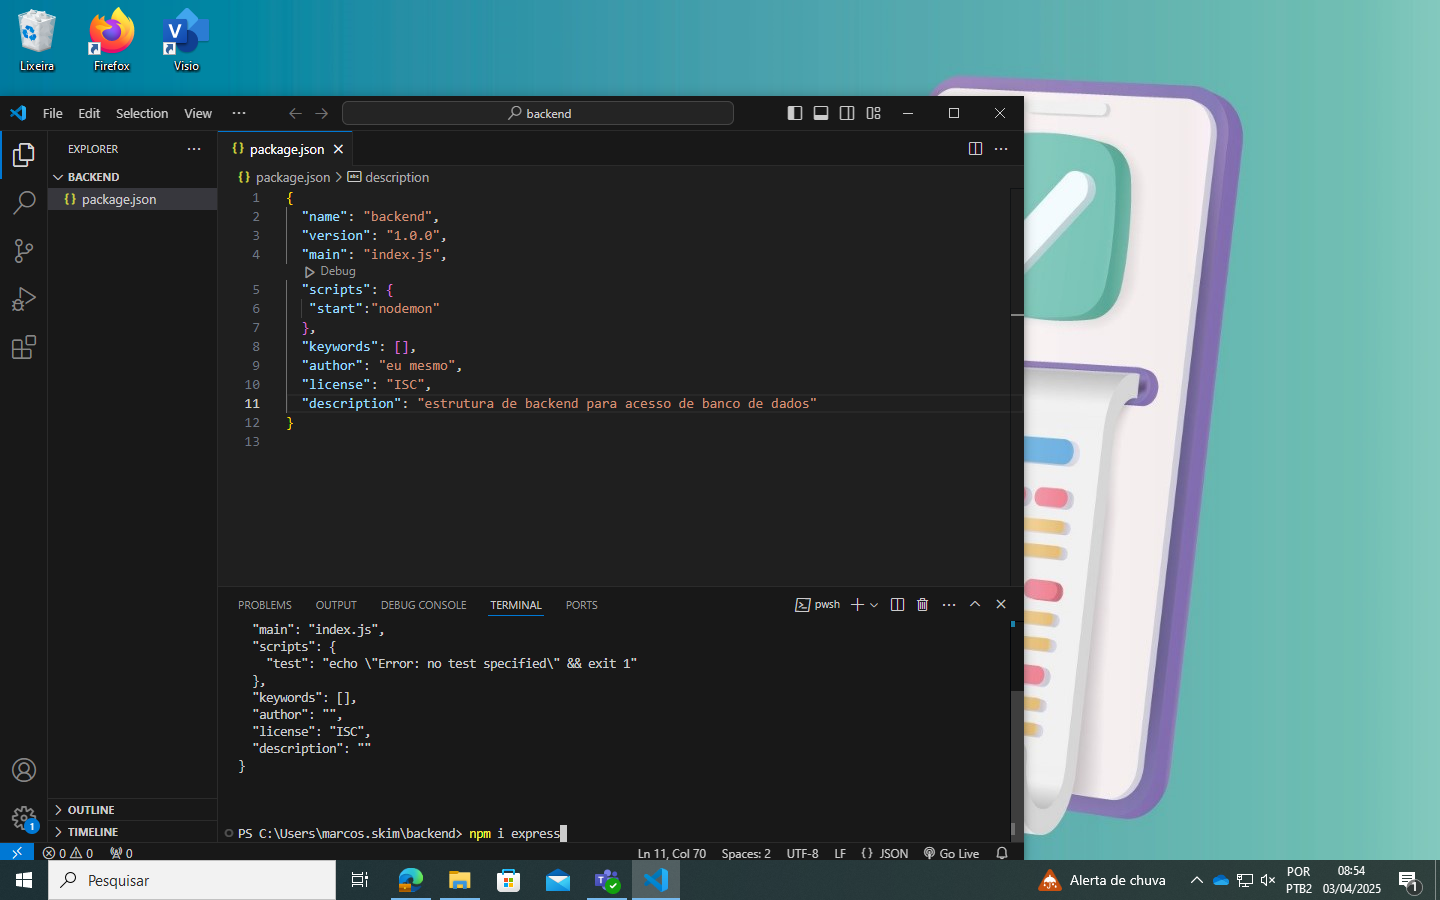 Lixeira
Firefox
Visio
File Edit Selection View ...
backend
EXPLORER
BACKEND
{} package.json
{} package.json
{} package.json > description
1 {
2 "name": "backend",
3 "version": "1.0.0",
4 "main": "index.js",
Debug
5 "scripts": {
6 "start":"nodemon"
7 },
8 "keywords": [],
9 "author": "eu mesmo",
10 "license": "ISC",
11 "description": "estrutura de backend para acesso de banco de dados"
12 }
13
PROBLEMS OUTPUT DEBUG CONSOLE TERMINAL PORTS
pwsh
"main": "index.js",
"scripts": {
"test": "echo \"Error: no test specified\" && exit 1"
},
"keywords": [],
"author": "",
"license": "ISC",
"description": ""
}
PS C:\Users\marcos.skim\backend> npm i express
OUTLINE
TIMELINE
1
0 0 0
Ln 11, Col 70 Spaces: 2 UTF-8 LF {} JSON Go Live
Pesquisar
Alerta de chuva
POR
PTB2
08:54
03/04/2025
1